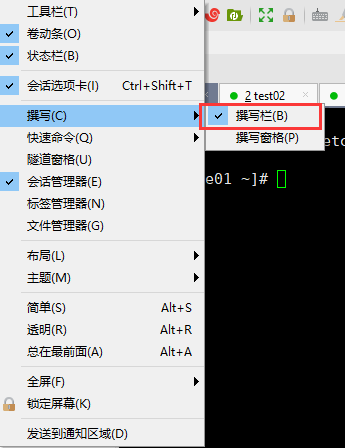 工具栏(T)
卷动条(O)
状态栏(B)
会话选项卡(I) Ctrl+Shift+T
2 test02
撰写(C)
撰写栏(B)
快速命令(Q)
撰写窗格(P)
etc
隧道窗格(U)
会话管理器(E)
e01 ~]#
标签管理器(N)
文件管理器(G)
布局(L)
主题(M)
简单(S) Alt+S
透明(R) Alt+R
总在最前面(A) Alt+A
全屏(F)
锁定屏幕(K)
发送到通知区域(D)